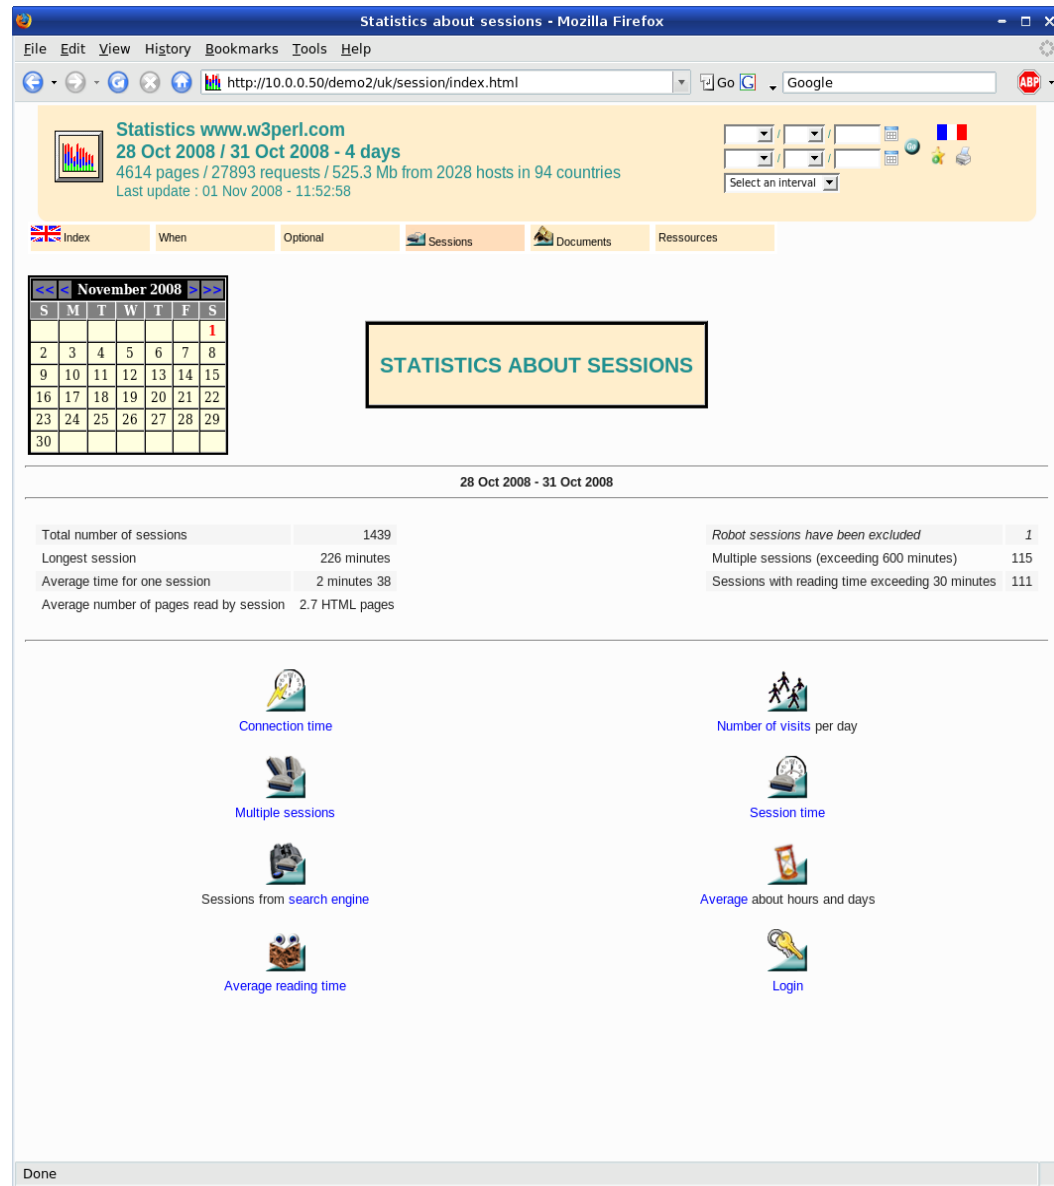 Statistics about sessions - Mozilla Firefox
File Edit View History Bookmarks Tools Help
http://10.0.0.50/demo2/uk/session/index.html Go G Google ABP
Statistics www.w3perl.com
28 Oct 2008 / 31 Oct 2008 - 4 days
4614 pages / 27893 requests / 525.3 Mb from 2028 hosts in 94 countries
Last update : 01 Nov 2008 - 11:52:58
/ /
/ /
Go
Select an interval
Index When Optional Sessions Documents Ressources
<< < November 2008 > >>
S M T W T F S
1
2 3 4 5 6 7 8
9 10 11 12 13 14 15
16 17 18 19 20 21 22
23 24 25 26 27 28 29
30
STATISTICS ABOUT SESSIONS
28 Oct 2008 - 31 Oct 2008
Total number of sessions 1439
Longest session 226 minutes
Average time for one session 2 minutes 38
Average number of pages read by session 2.7 HTML pages
Robot sessions have been excluded 1
Multiple sessions (exceeding 600 minutes) 115
Sessions with reading time exceeding 30 minutes 111
Connection time
Number of visits per day
Multiple sessions
Session time
Sessions from search engine
Average about hours and days
Average reading time
Login
Done